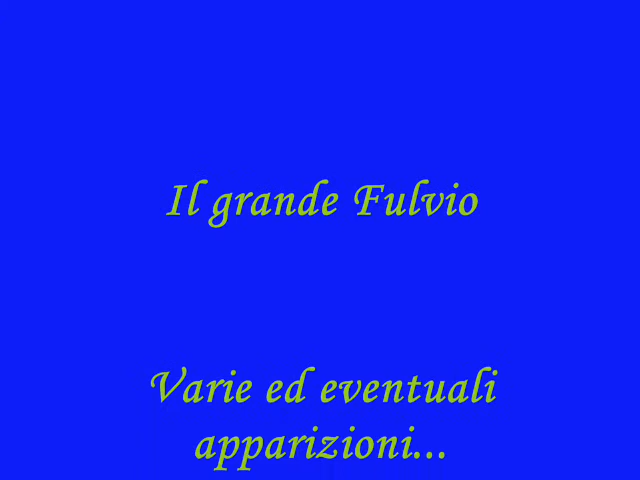 Il grande Fulvio
Varie ed eventuali
apparizioni...